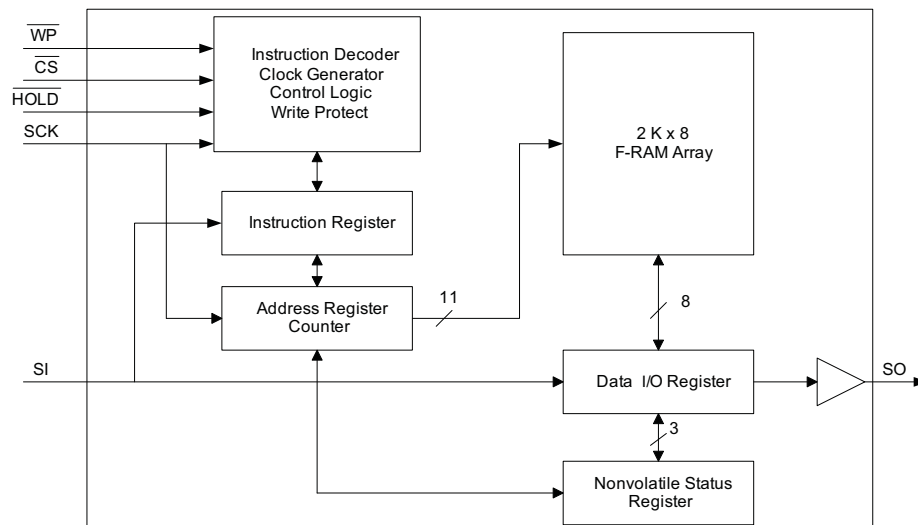 WP
CS
HOLD
SCK
Instruction Decoder
Clock Generator
Control Logic
Write Protect
2 K x 8
F-RAM Array
Instruction Register
Address Register
Counter
11
8
SI
Data I/O Register
SO
3
Nonvolatile Status
Register